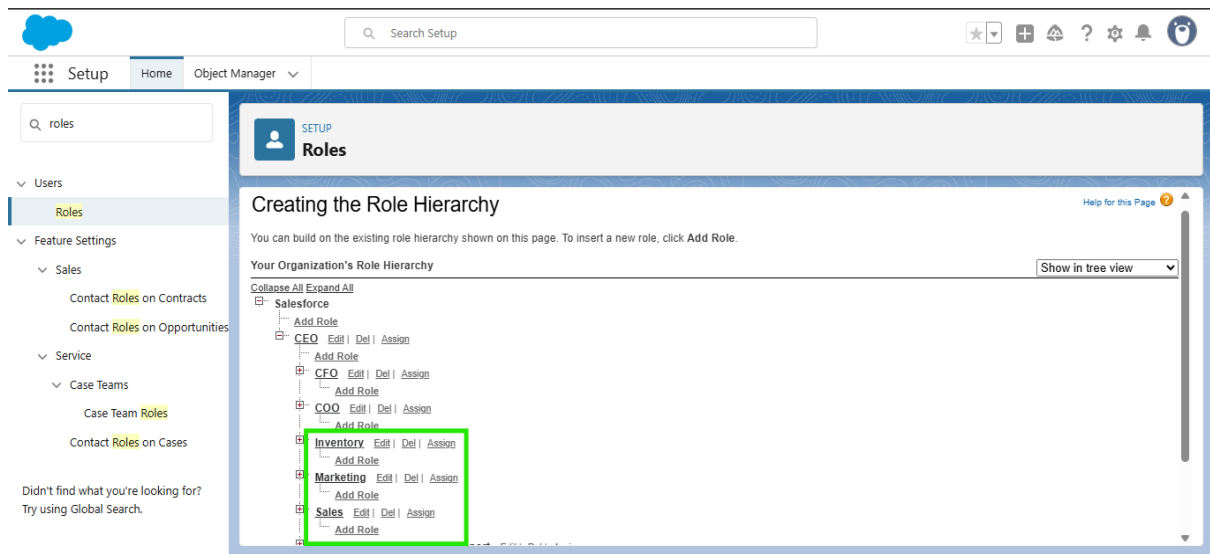 Search Setup
Setup
Home
Object Manager
roles
Users
Roles
Feature Settings
Sales
Contact Roles on Contracts
Contact Roles on Opportunities
Service
Case Teams
Case Team Roles
Contact Roles on Cases
Didn't find what you're looking for?
Try using Global Search.
SETUP
Roles
Creating the Role Hierarchy
Help for this Page
You can build on the existing role hierarchy shown on this page. To insert a new role, click Add Role.
Your Organization's Role Hierarchy
Show in tree view
Collapse All Expand All
Salesforce
Add Role
CEO Edit | Del | Assign
Add Role
CFO Edit | Del | Assign
Add Role
COO Edit | Del | Assign
Add Role
Inventory Edit | Del | Assign
Add Role
Marketing Edit | Del | Assign
Add Role
Sales Edit | Del | Assign
Add Role